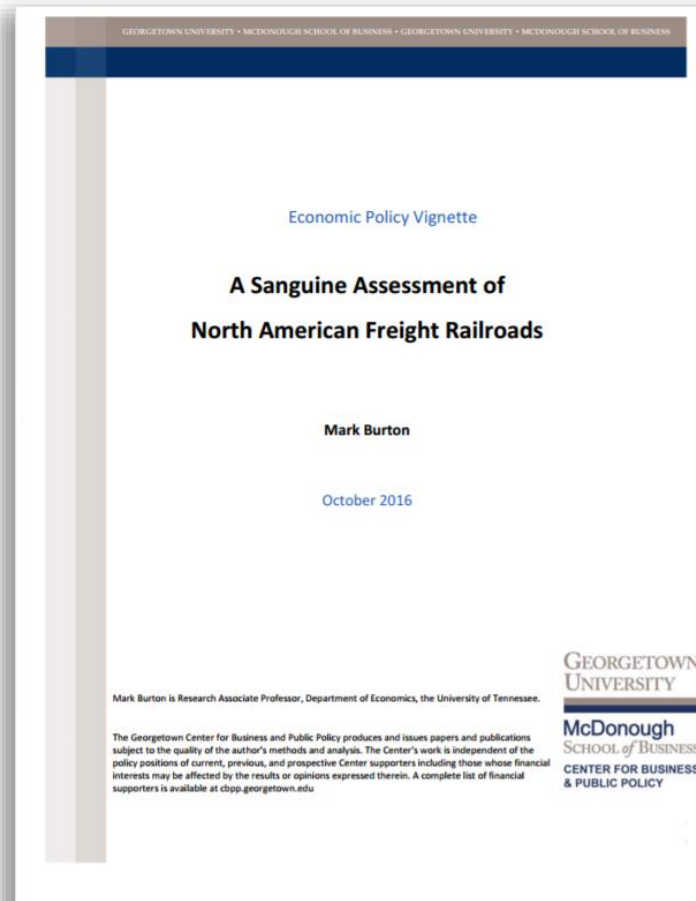 GEORGETOWN UNIVERSITY • MCDONOUGH SCHOOL OF BUSINESS • GEORGETOWN UNIVERSITY • MCDONOUGH SCHOOL OF BUSINESS
Economic Policy Vignette
A Sanguine Assessment of
North American Freight Railroads
Mark Burton
October 2016
Mark Burton is Research Associate Professor, Department of Economics, the University of Tennessee.
The Georgetown Center for Business and Public Policy produces and issues papers and publications
subject to the quality of the author's methods and analysis. The Center's work is independent of the
policy positions of current, previous, and prospective Center supporters including those whose financial
interests may be affected by the results or opinions expressed therein. A complete list of financial
supporters is available at cbpp.georgetown.edu
GEORGETOWN
UNIVERSITY
McDonough
SCHOOL of BUSINESS
CENTER FOR BUSINESS
& PUBLIC POLICY